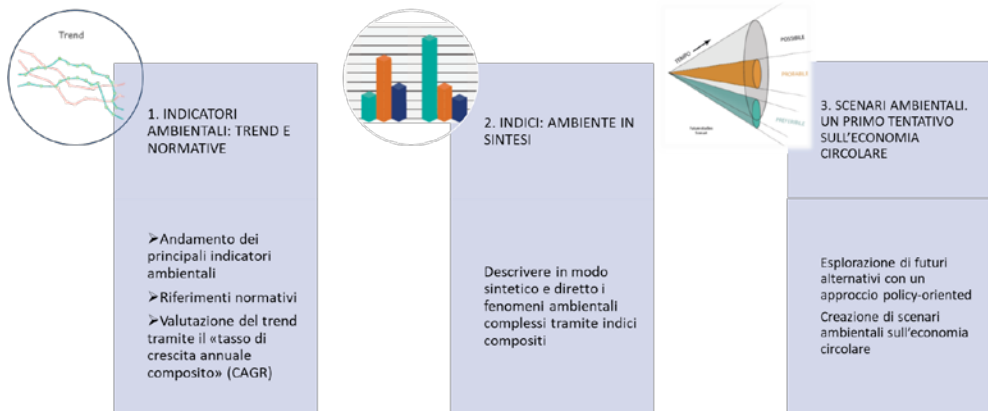 Trend
1. INDICATORI
AMBIENTALI: TREND E
NORMATIVE
➤Andamento dei
principali indicatori
ambientali
➤Riferimenti normativi
➤Valutazione del trend
tramite il «tasso di
crescita annuale
composito» (CAGR)
2. INDICI: AMBIENTE IN
SINTESI
Descrivere in modo
sintetico e diretto i
fenomeni ambientali
complessi tramite indici
compositi
TEMPO
POSSIBILE
PROBABILE
PREFERIBILE
3. SCENARI AMBIENTALI.
UN PRIMO TENTATIVO
SULL'ECONOMIA
CIRCOLARE
Esplorazione di futuri
alternativi con un
approccio policy-oriented
Creazione di scenari
ambientali sull'economia
circolare